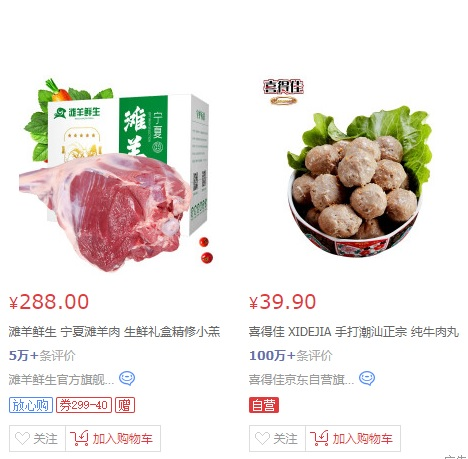 滩羊鲜生
宁夏
滩羊
喜得佳
¥288.00
滩羊鲜生 宁夏滩羊肉 生鲜礼盒精修小羔
5万+条评价
滩羊鲜生官方旗舰...
放心购 券299-40 赠
关注 加入购物车
¥39.90
喜得佳 XIDEJIA 手打潮汕正宗 纯牛肉丸
100万+条评价
喜得佳京东自营旗...
自营
关注 加入购物车